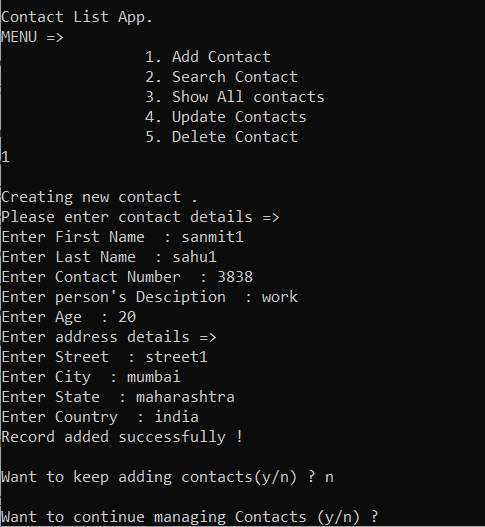 Contact List App.
MENU =>
1. Add Contact
2. Search Contact
3. Show All contacts
4. Update Contacts
5. Delete Contact
1
Creating new contact .
Please enter contact details =>
Enter First Name  : sanmit1
Enter Last Name  : sahu1
Enter Contact Number  : 3838
Enter person's Desciption  : work
Enter Age  : 20
Enter address details =>
Enter Street  : street1
Enter City  : mumbai
Enter State  : maharashtra
Enter Country  : india
Record added successfully !
Want to keep adding contacts(y/n) ? n
Want to continue managing Contacts (y/n) ?